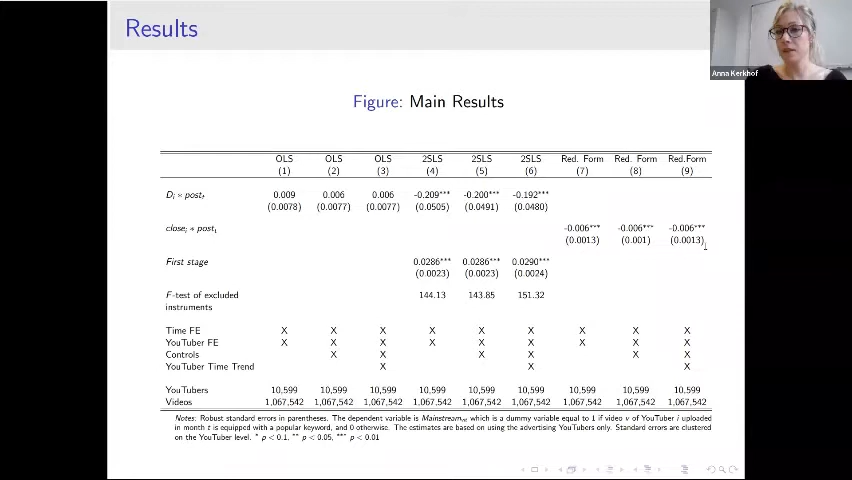 Results
Anna Kerkhof
Figure: Main Results
OLS OLS OLS 2SLS 2SLS 2SLS Red. Form Red. Form Red.Form
(1) (2) (3) (4) (5) (6) (7) (8) (9)
Di ∗ postt 0.009 0.006 0.006 -0.209*** -0.200*** -0.192***
(0.0078) (0.0077) (0.0077) (0.0505) (0.0491) (0.0480)
closei ∗ postt -0.006*** -0.006*** -0.006***
(0.0013) (0.001) (0.0013)
First stage 0.0286*** 0.0286*** 0.0290***
(0.0023) (0.0023) (0.0024)
F-test of excluded 144.13 143.85 151.32
instruments
Time FE X X X X X X X X X
YouTuber FE X X X X X X X X X
Controls X X X X X X
YouTuber Time Trend X X X
YouTubers 10,599 10,599 10,599 10,599 10,599 10,599 10,599 10,599 10,599
Videos 1,067,542 1,067,542 1,067,542 1,067,542 1,067,542 1,067,542 1,067,542 1,067,542 1,067,542
Notes: Robust standard errors in parentheses. The dependent variable is Mainstreamvit which is a dummy variable equal to 1 if video v of YouTuber i uploaded
in month t is equipped with a popular keyword, and 0 otherwise. The estimates are based on using the advertising YouTubers only. Standard errors are clustered
on the YouTuber level. * p < 0.1, ** p < 0.05, *** p < 0.01